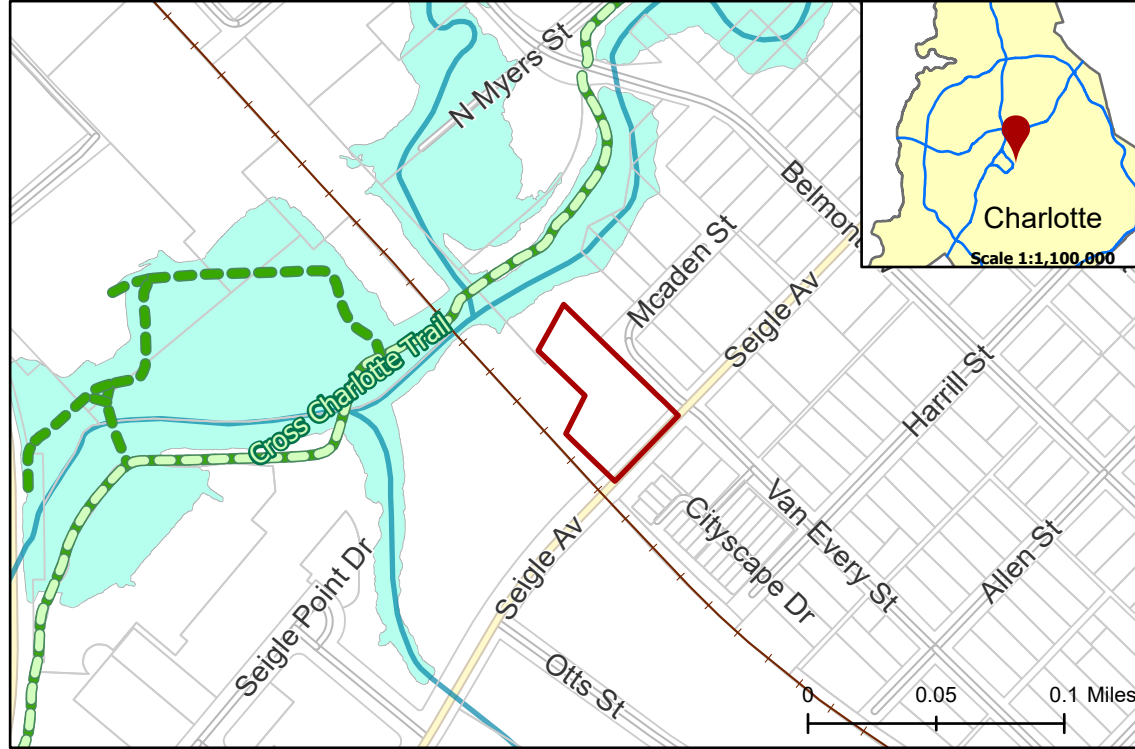 N Myers St
Belmont
Charlotte
Scale 1:1,100,000
Mcaden St
Seigle Av
Cross Charlotte Trail
Harrill St
Van Every St
Cityscape Dr
Allen St
Seigle Av
Seigle Point Dr
Otts St
0 0.05 0.1 Miles